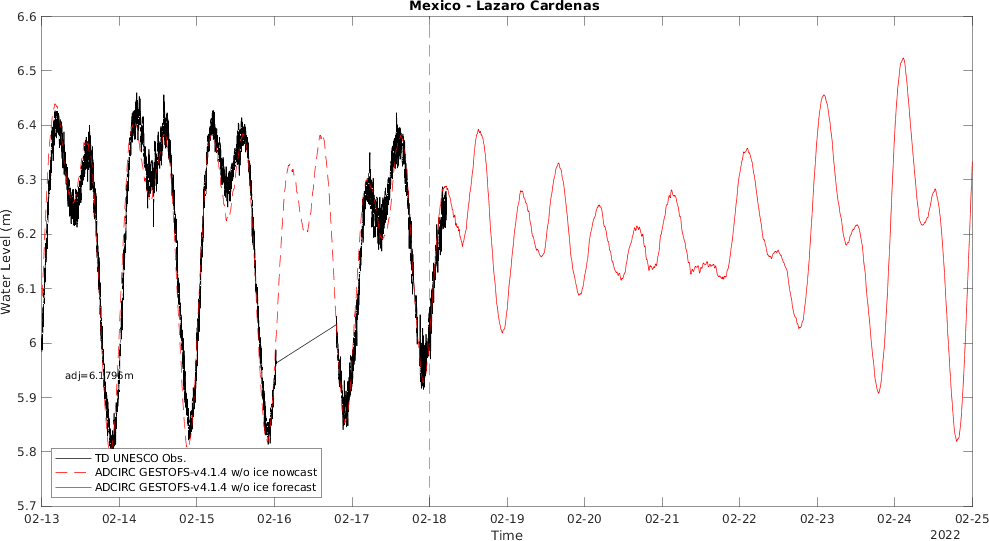 Mexico - Lazaro Cardenas
6.6
6.5
6.4
6.3
6.2
6.1
6
5.9
5.8
5.7
Water Level (m)
adj=6.1796m
TD UNESCO Obs.
ADCIRC GESTOFS-v4.1.4 w/o ice nowcast
ADCIRC GESTOFS-v4.1.4 w/o ice forecast
02-13 02-14 02-15 02-16 02-17 02-18 02-19 02-20 02-21 02-22 02-23 02-24 02-25
Time
2022